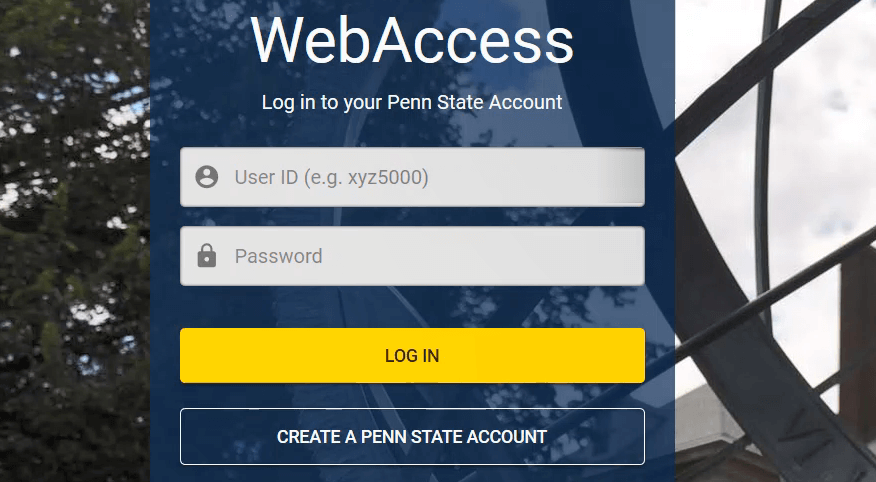 WebAccess
Log in to your Penn State Account
User ID (e.g. xyz5000)
Password
LOG IN
CREATE A PENN STATE ACCOUNT